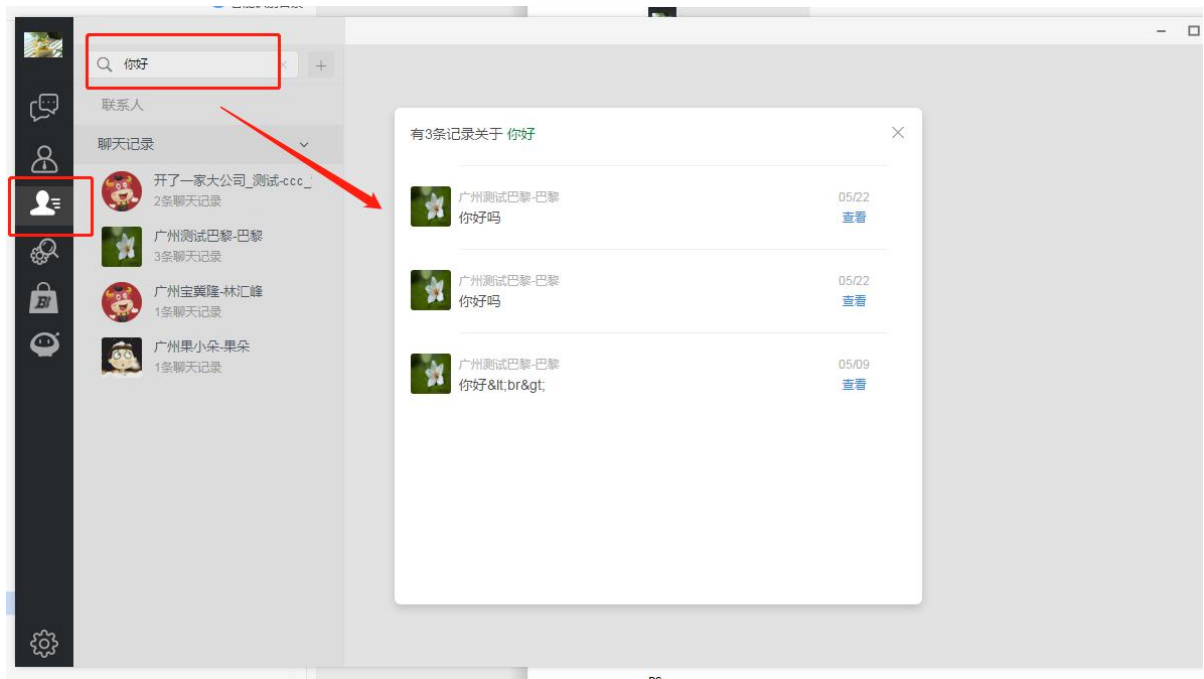 你好
联系人
聊天记录
开了一家大公司_测试-ccc_
2条聊天记录
广州测试巴黎-巴黎
3条聊天记录
广州宝冀隆-林汇峰
1条聊天记录
广州果小朵-果朵
1条聊天记录
BI
有3条记录关于 你好
广州测试巴黎-巴黎 05/22
你好吗 查看
广州测试巴黎-巴黎 05/22
你好吗 查看
广州测试巴黎-巴黎 05/09
你好&lt;br&gt; 查看